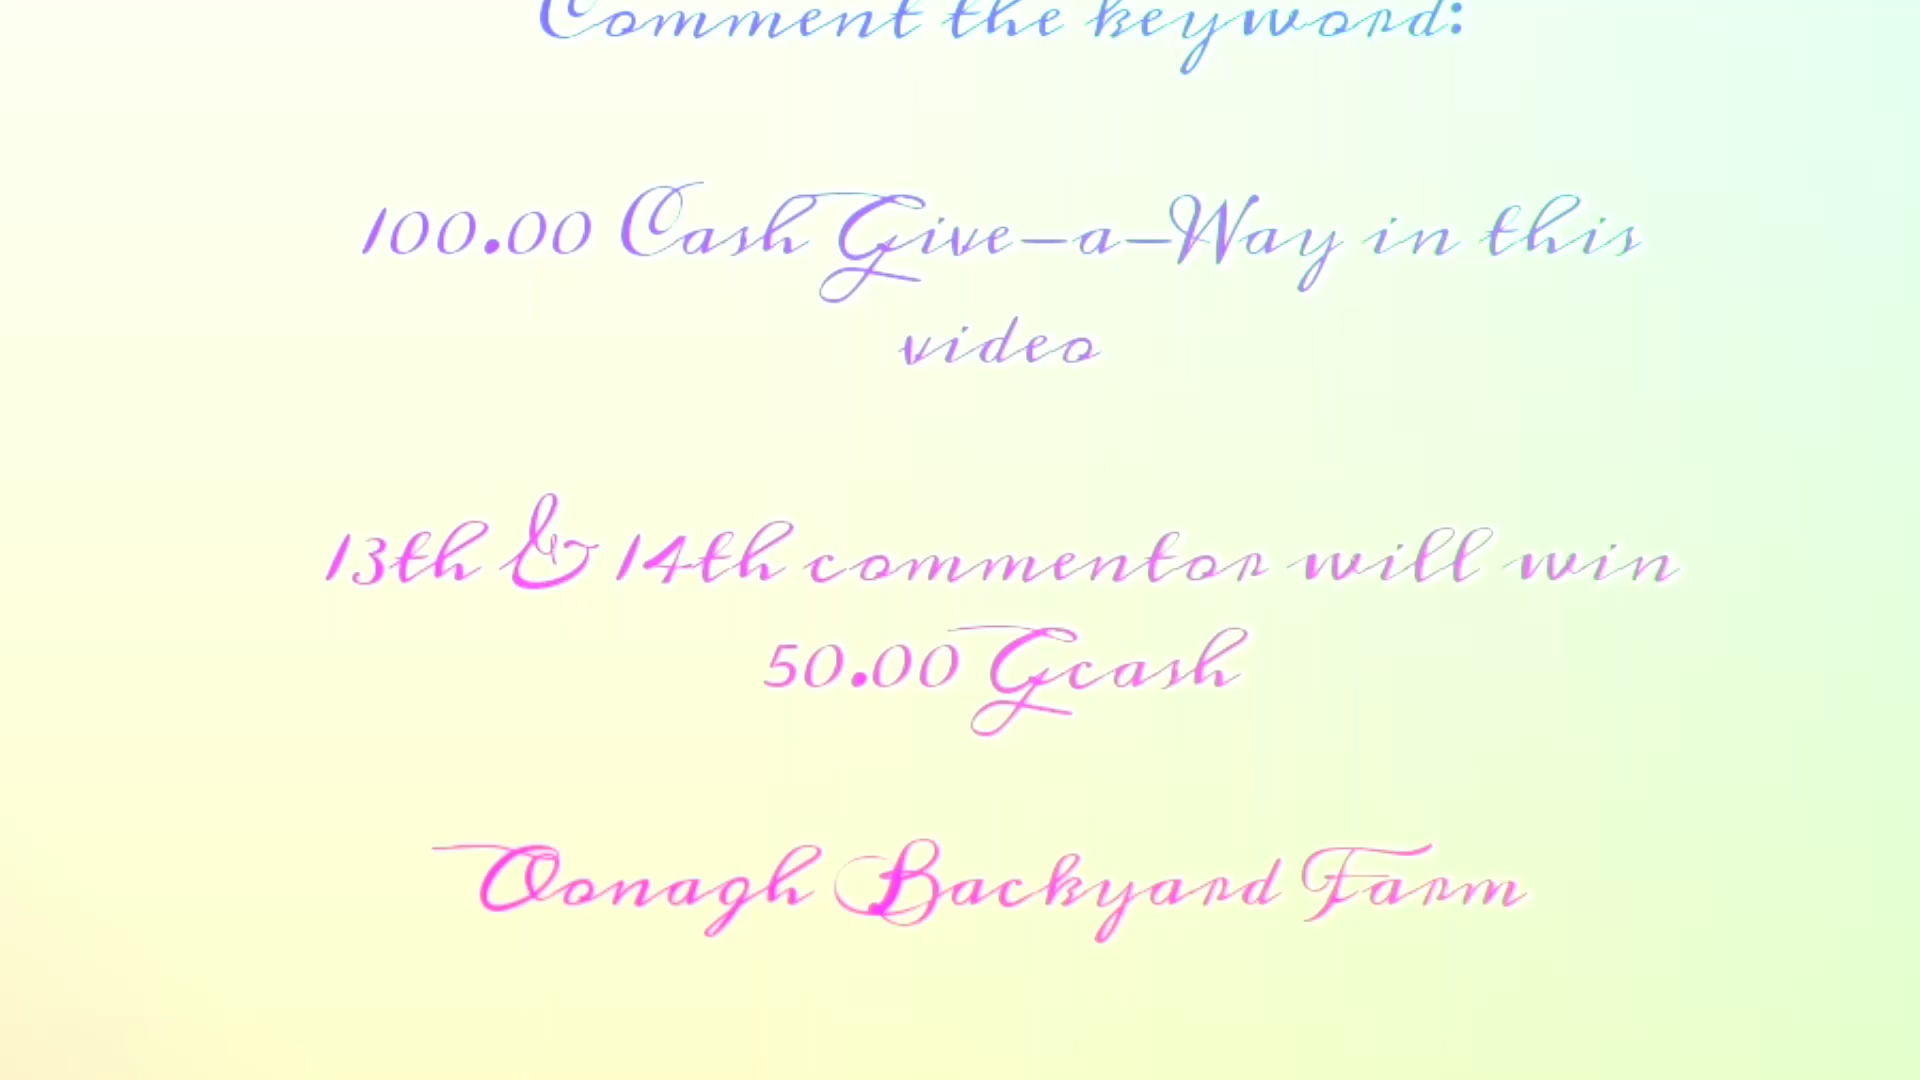 Comment the keyword:
100.00 Cash Give-a-Way in this
video
13th & 14th commentor will win
50.00 Gcash
Oonagh Backyard Farm